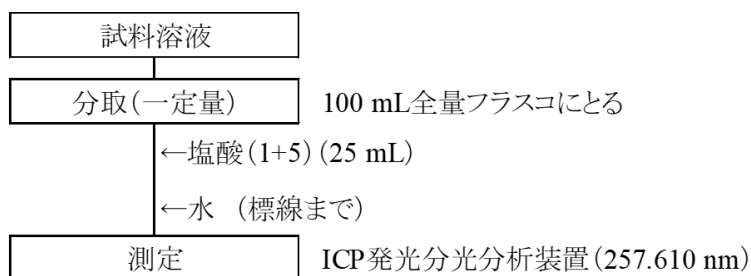 試料溶液
分取(一定量) 100 mL全量フラスコにとる
←塩酸(1+5)(25 mL)
←水 (標線まで)
測定 ICP発光分光分析装置(257.610 nm)